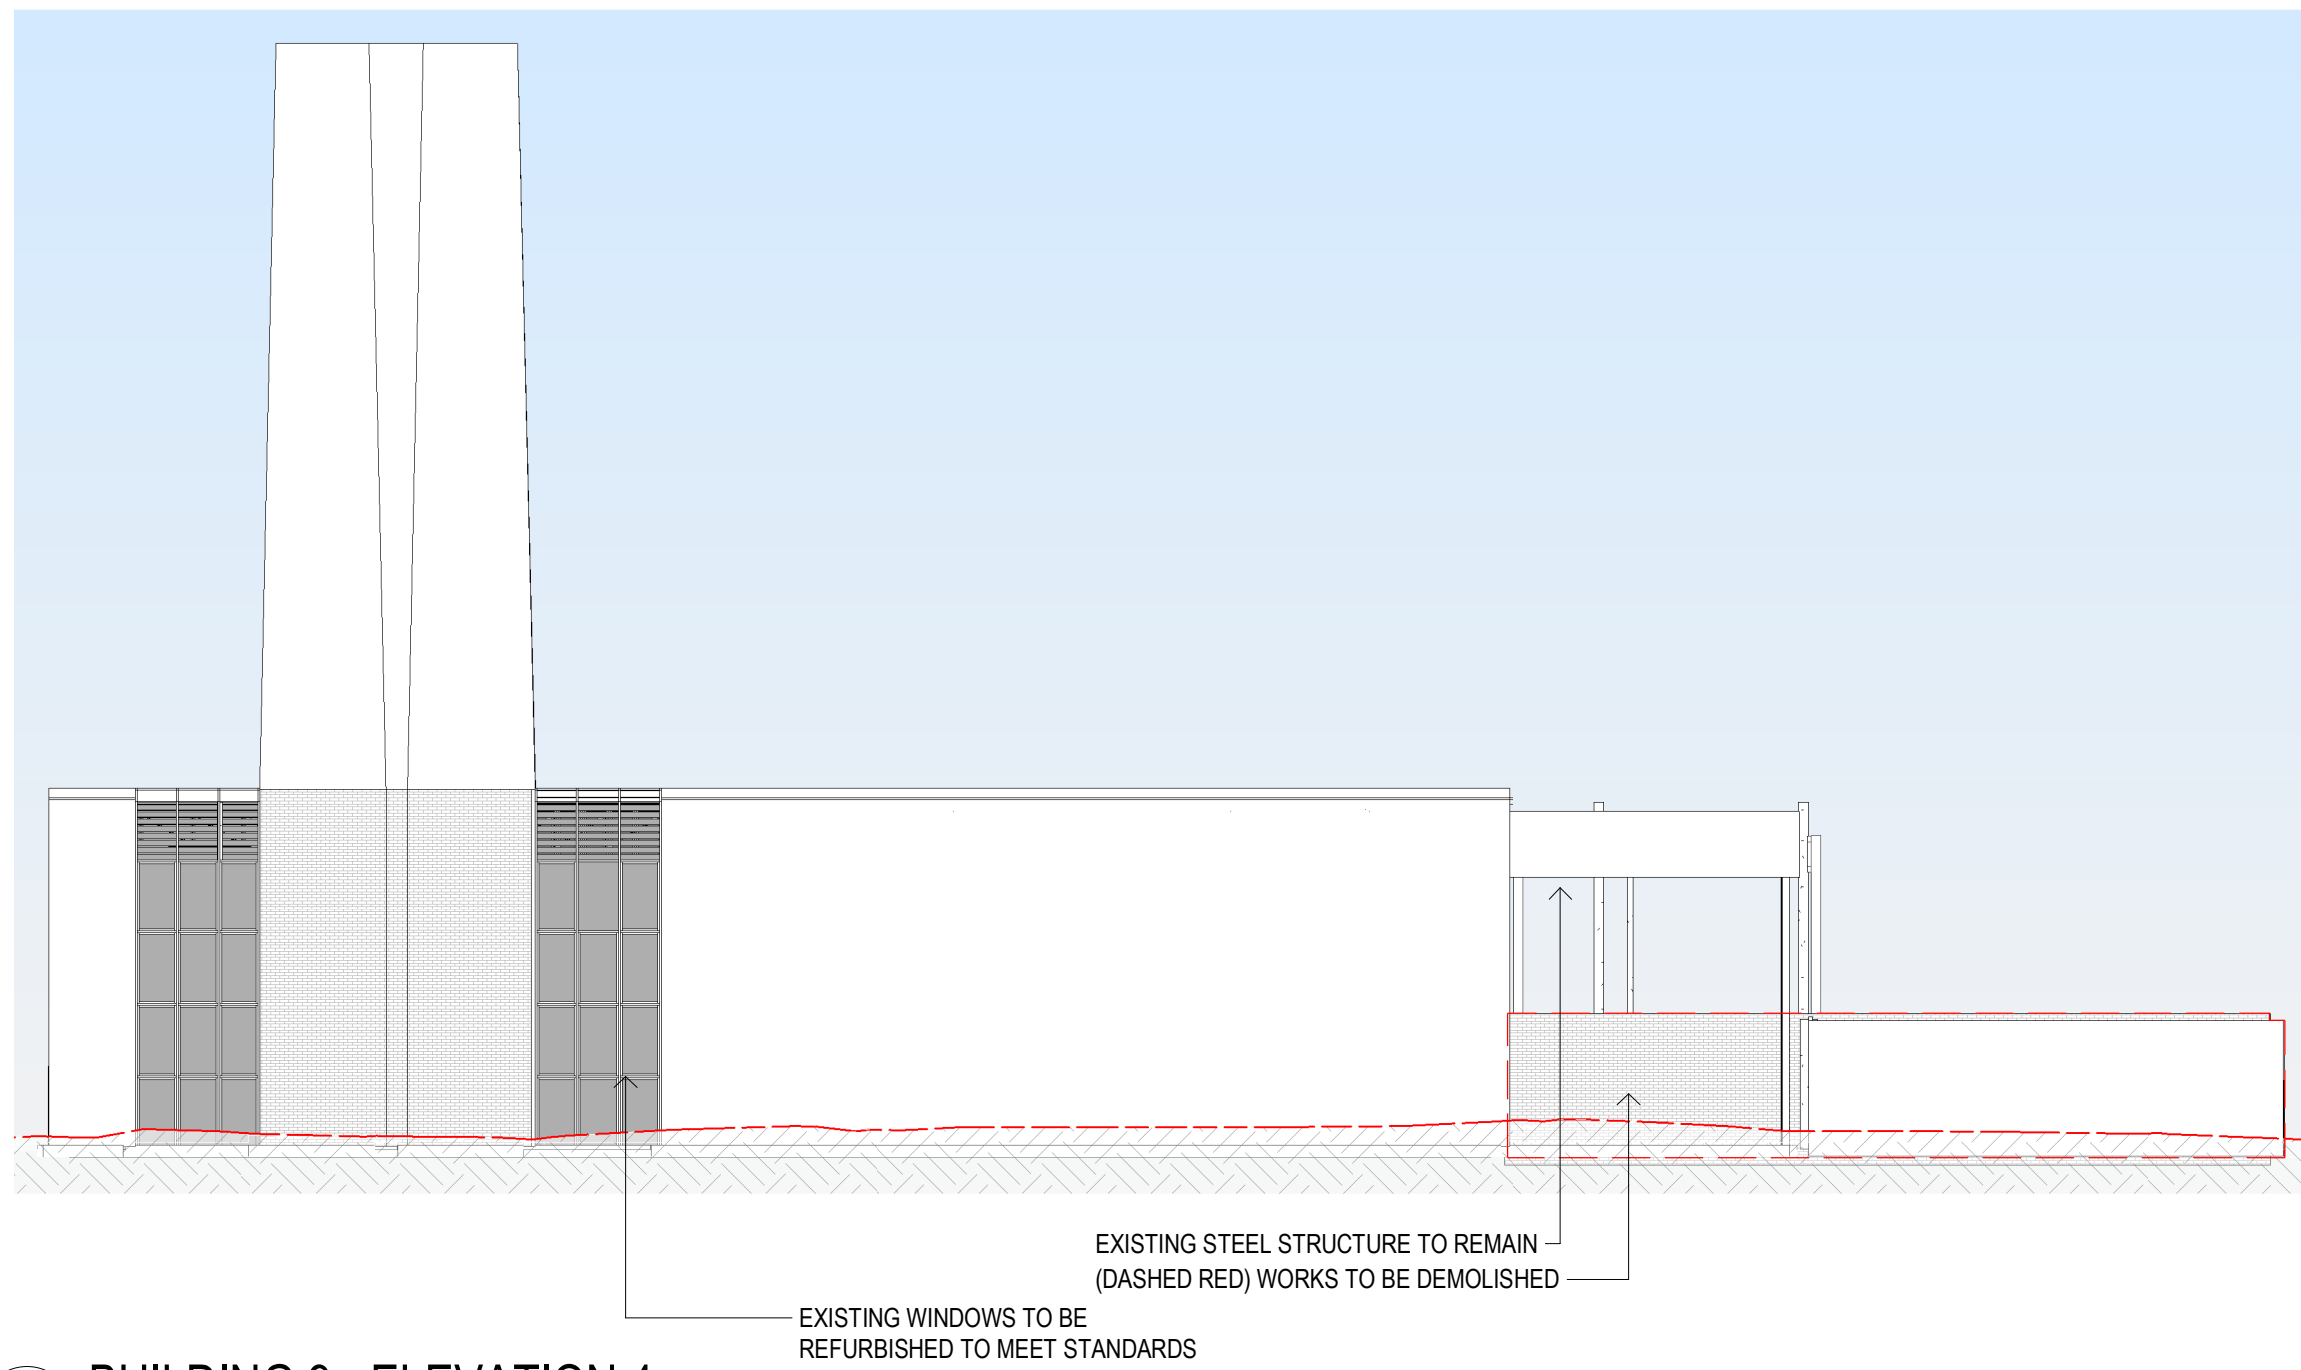 EXISTING STEEL STRUCTURE TO REMAIN
(DASHED RED) WORKS TO BE DEMOLISHED
EXISTING WINDOWS TO BE
REFURBISHED TO MEET STANDARDS
ELEVATION